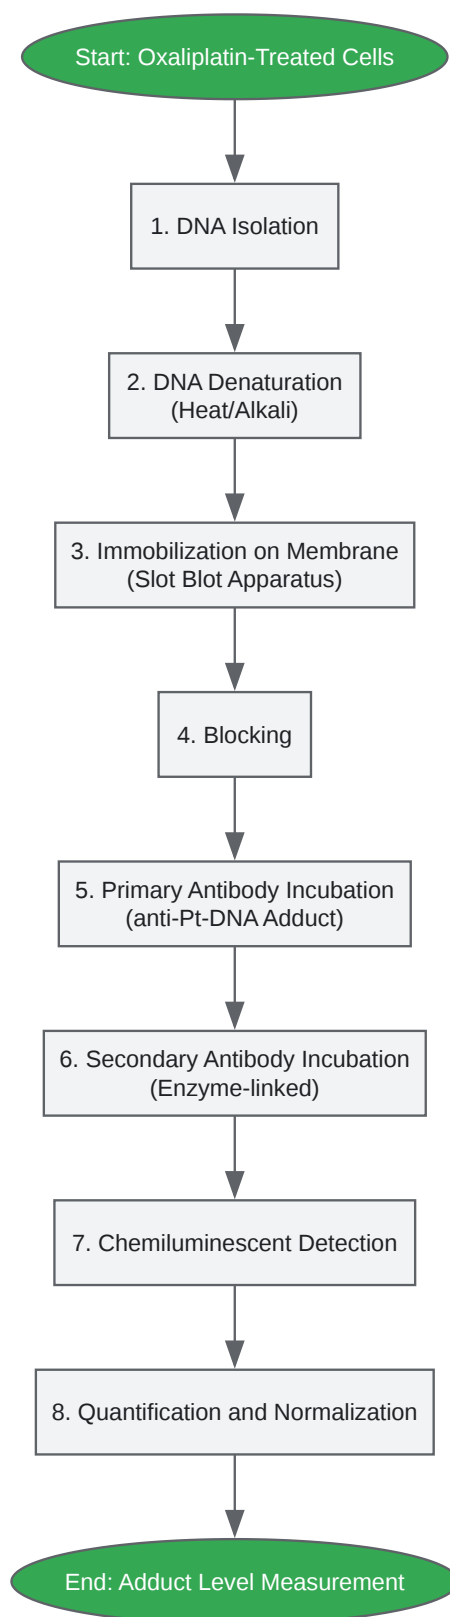 Start: Oxaliplatin-Treated Cells
1. DNA Isolation
2. DNA Denaturation
(Heat/Alkali)
3. Immobilization on Membrane
(Slot Blot Apparatus)
4. Blocking
5. Primary Antibody Incubation
(anti-Pt-DNA Adduct)
6. Secondary Antibody Incubation
(Enzyme-linked)
7. Chemiluminescent Detection
8. Quantification and Normalization
End: Adduct Level Measurement